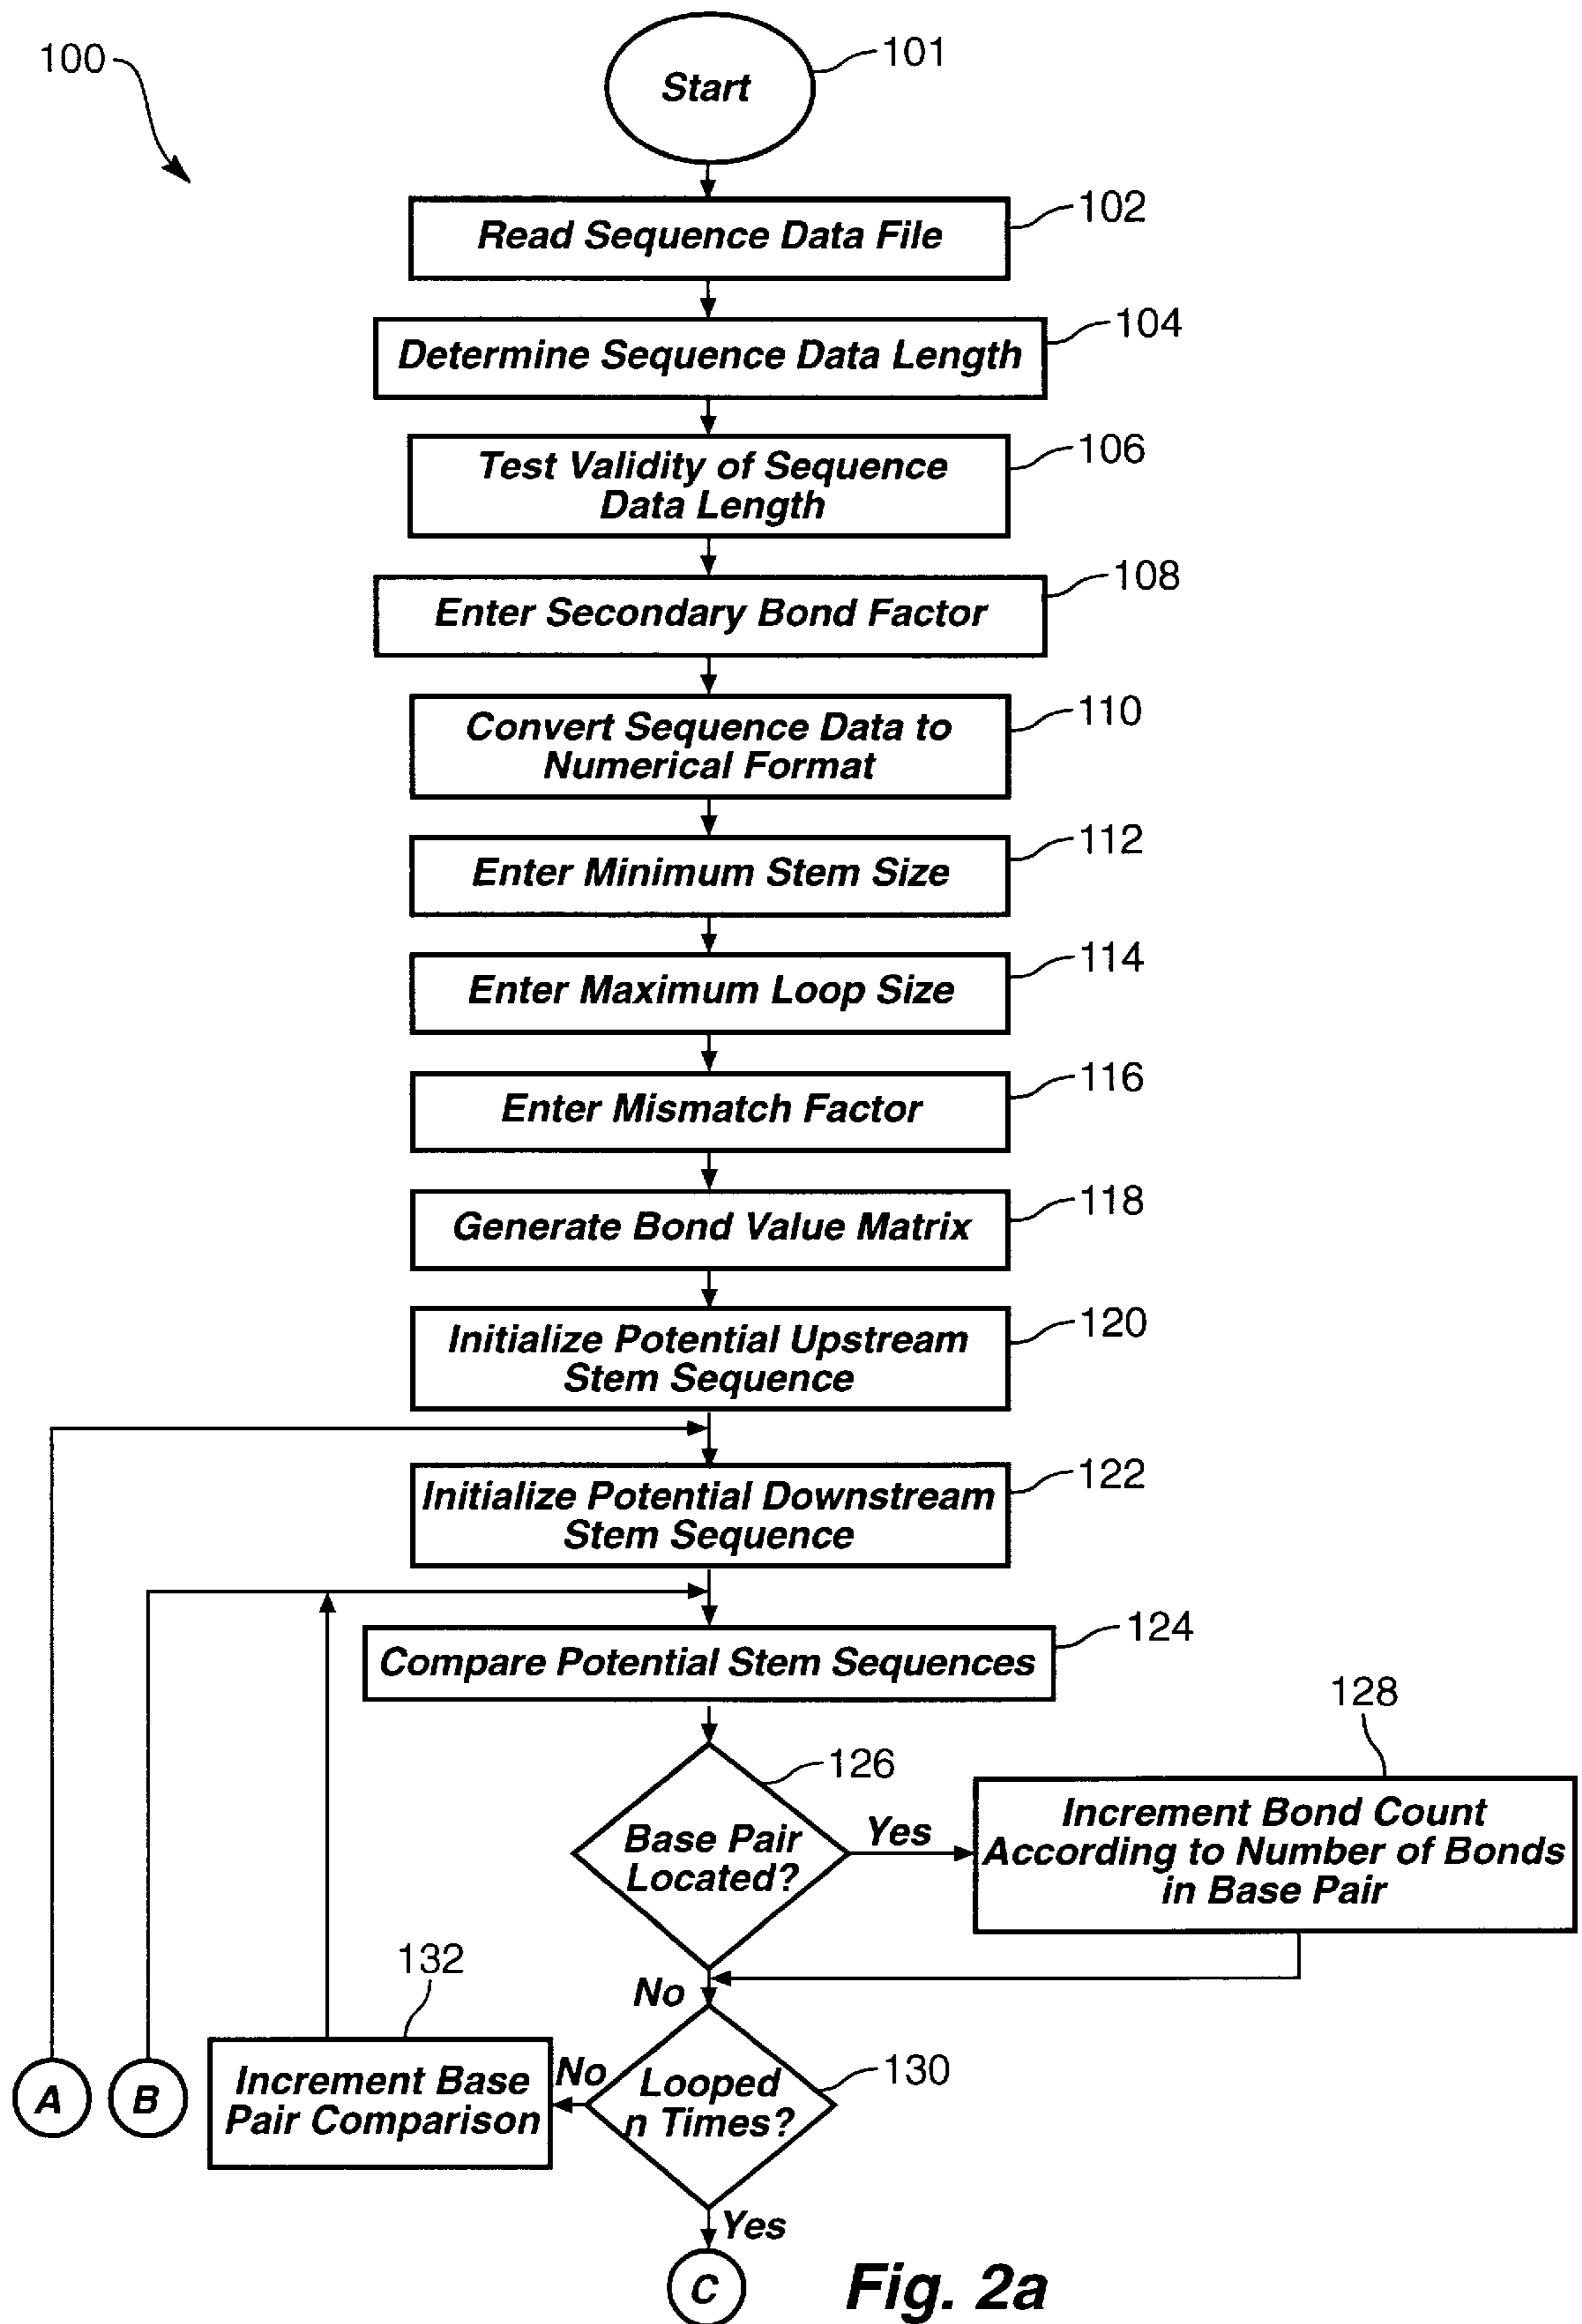 100
Start
101
Read Sequence Data File
102
Determine Sequence Data Length
104
Test Validity of Sequence
Data Length
106
Enter Secondary Bond Factor
108
Convert Sequence Data to
Numerical Format
110
Enter Minimum Stem Size
112
Enter Maximum Loop Size
114
Enter Mismatch Factor
116
Generate Bond Value Matrix
118
Initialize Potential Upstream
Stem Sequence
120
Initialize Potential Downstream
Stem Sequence
122
Compare Potential Stem Sequences
124
Base Pair
Located?
126
Yes
128
Increment Bond Count
According to Number of Bonds
in Base Pair
No
132
A
B
Increment Base
Pair Comparison
No
Looped
n Times?
130
Yes
C
Fig. 2a